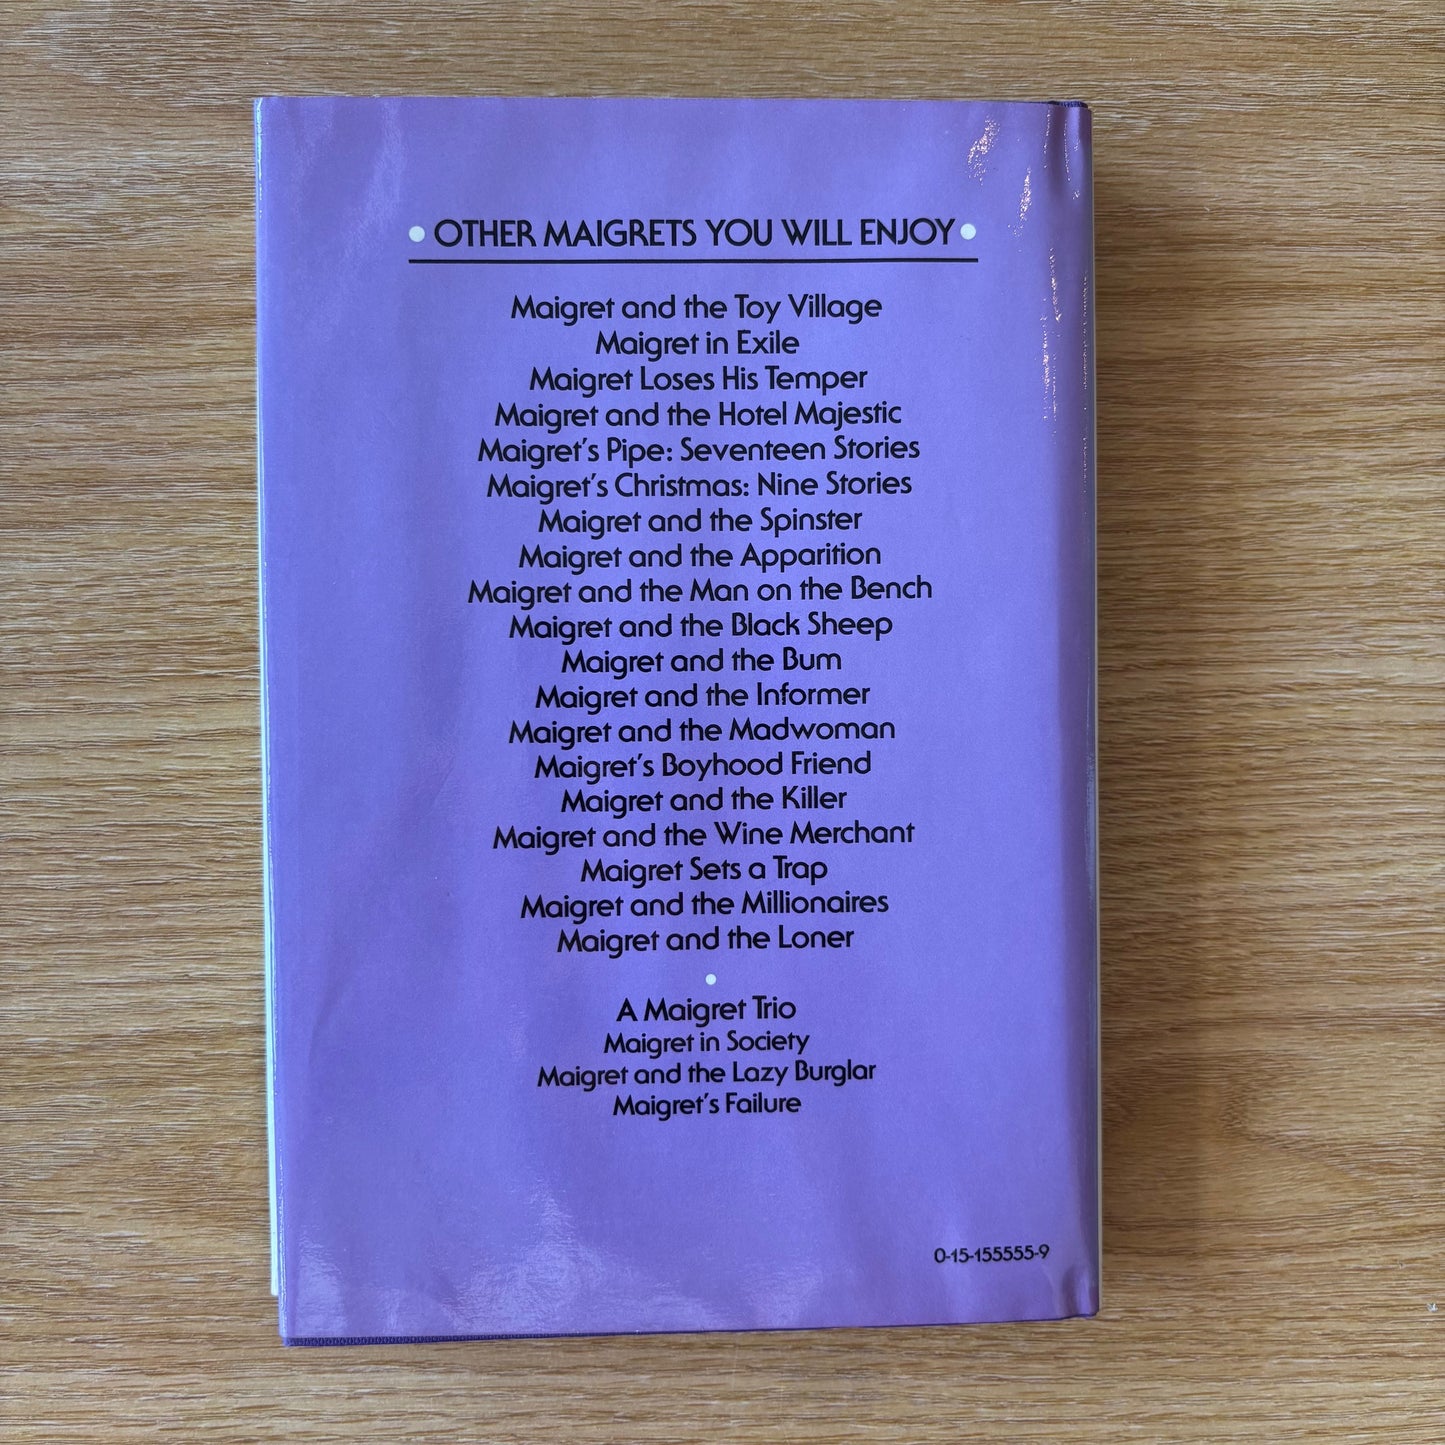 • OTHER MAIGRETS YOU WILL ENJOY •
Maigret and the Toy Village
Maigret in Exile
Maigret Loses His Temper
Maigret and the Hotel Majestic
Maigret's Pipe: Seventeen Stories
Maigret's Christmas: Nine Stories
Maigret and the Spinster
Maigret and the Apparition
Maigret and the Man on the Bench
Maigret and the Black Sheep
Maigret and the Bum
Maigret and the Informer
Maigret and the Madwoman
Maigret's Boyhood Friend
Maigret and the Killer
Maigret and the Wine Merchant
Maigret Sets a Trap
Maigret and the Millionaires
Maigret and the Loner
•
A Maigret Trio
Maigret in Society
Maigret and the Lazy Burglar
Maigret's Failure
0-15-155555-9